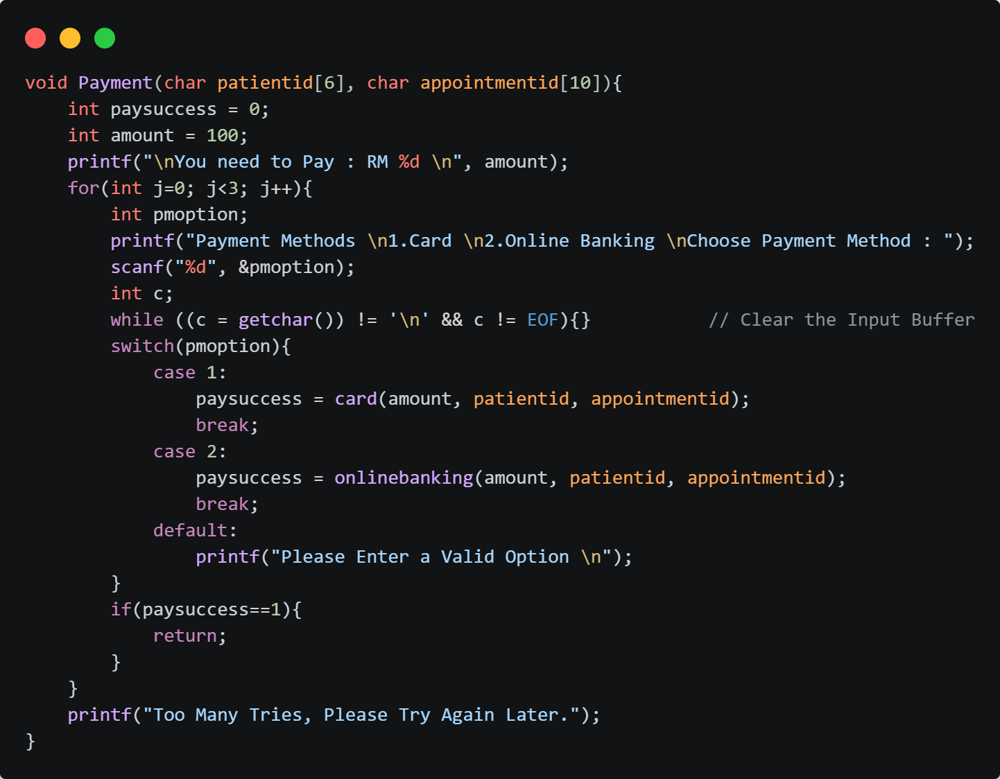 void Payment(char patientid[6], char appointmentid[10]){
    int paysuccess = 0;
    int amount = 100;
    printf("\nYou need to Pay : RM %d \n", amount);
    for(int j=0; j<3; j++){
        int pmoption;
        printf("Payment Methods \n1.Card \n2.Online Banking \nChoose Payment Method : ");
        scanf("%d", &pmoption);
        int c;
        while ((c = getchar()) != '\n' && c != EOF){}           // Clear the Input Buffer
        switch(pmoption){
            case 1:
                paysuccess = card(amount, patientid, appointmentid);
                break;
            case 2:
                paysuccess = onlinebanking(amount, patientid, appointmentid);
                break;
            default:
                printf("Please Enter a Valid Option \n");
        }
        if(paysuccess==1){
            return;
        }
    }
    printf("Too Many Tries, Please Try Again Later.");
}